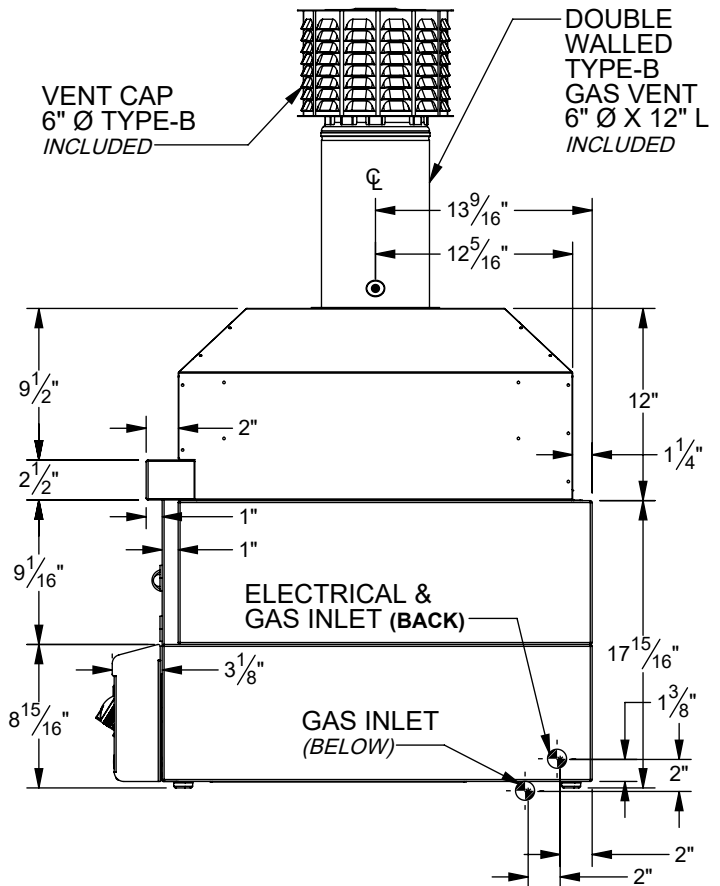 VENT CAP
6" Ø TYPE-B
INCLUDED
DOUBLE
WALLED
TYPE-B
GAS VENT
6" Ø X 12" L
INCLUDED
℄
13 9/16"
12 5/16"
9 1/2"
2"
12"
1 1/4"
2 1/2"
1"
1"
9 1/16"
ELECTRICAL &
GAS INLET (BACK)
17 15/16"
3 1/8"
1 3/8"
8 15/16"
GAS INLET
(BELOW)
2"
2"
2"